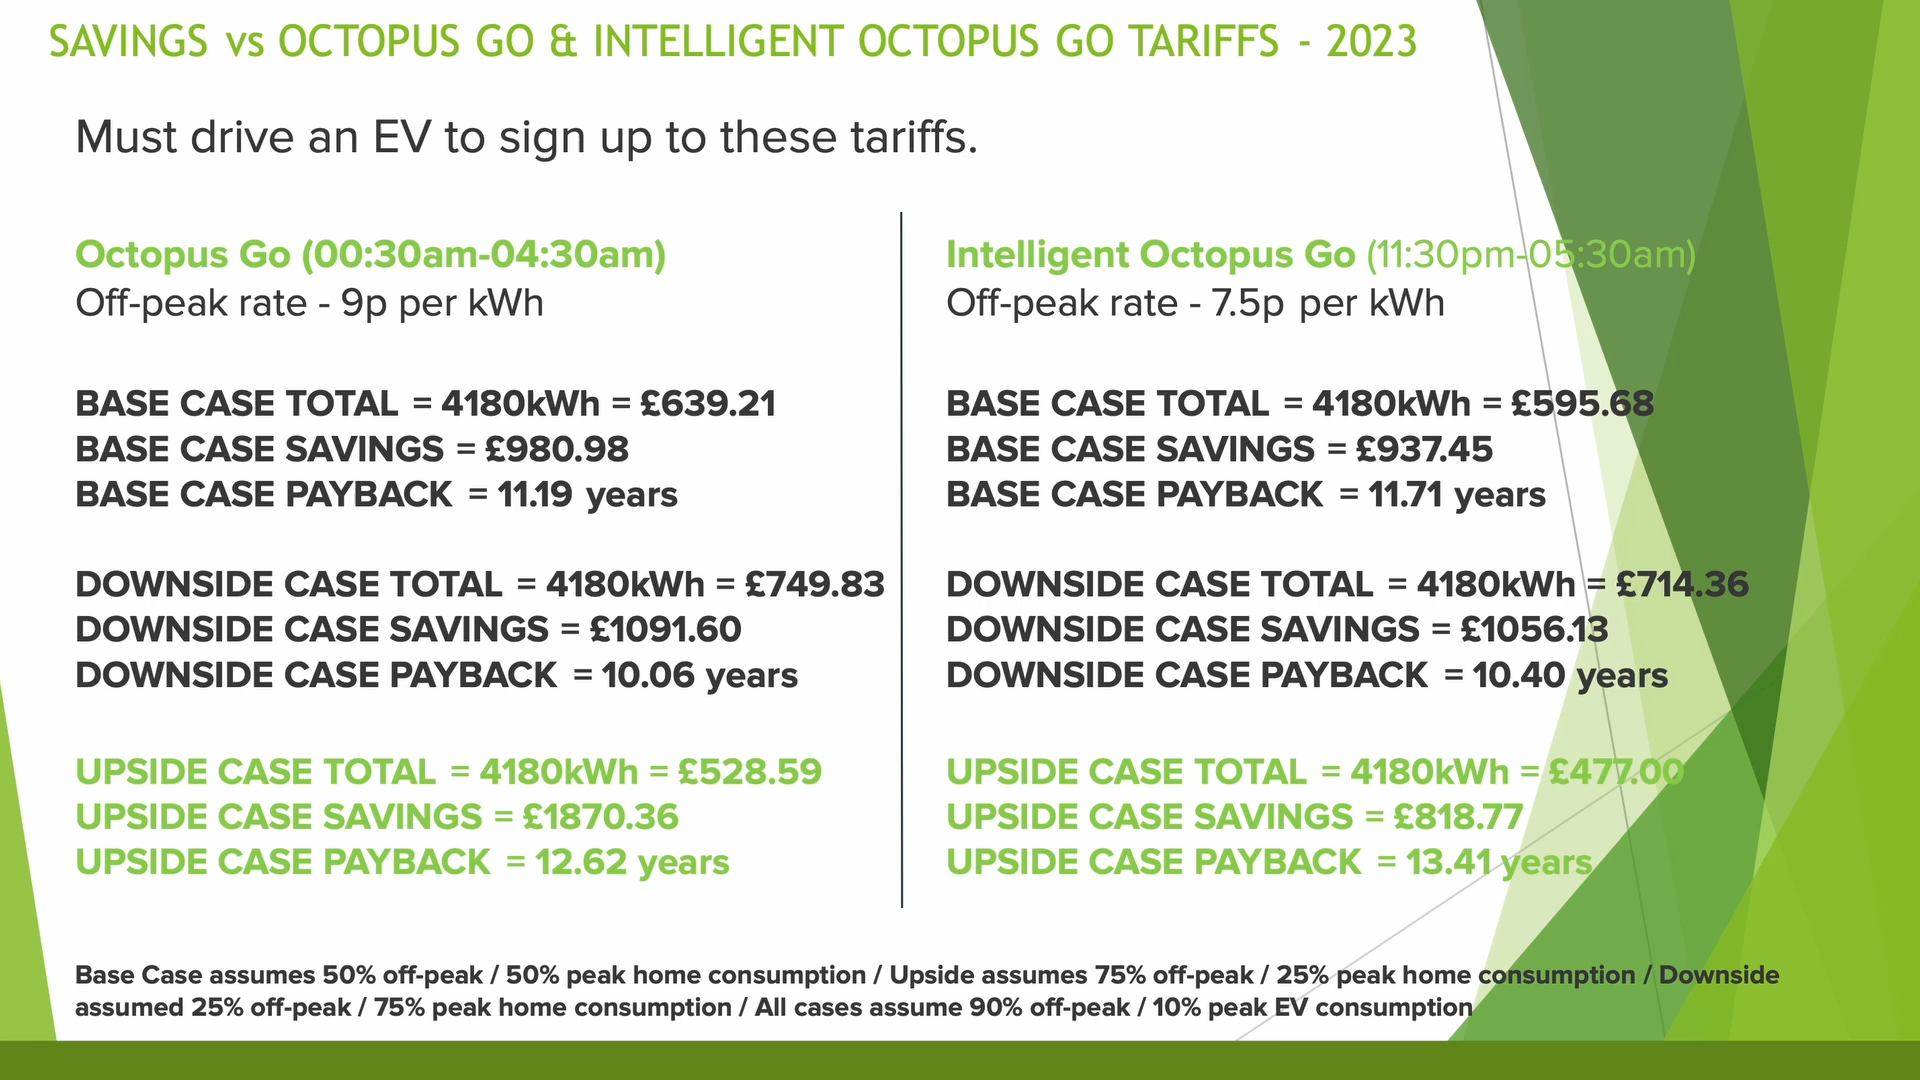 SAVINGS vs OCTOPUS GO & INTELLIGENT OCTOPUS GO TARIFFS - 2023
Must drive an EV to sign up to these tariffs.
Octopus Go (00:30am-04:30am)
Off-peak rate - 9p per kWh
BASE CASE TOTAL = 4180kWh = £639.21
BASE CASE SAVINGS = £980.98
BASE CASE PAYBACK = 11.19 years
DOWNSIDE CASE TOTAL = 4180kWh = £749.83
DOWNSIDE CASE SAVINGS = £1091.60
DOWNSIDE CASE PAYBACK = 10.06 years
UPSIDE CASE TOTAL = 4180kWh = £528.59
UPSIDE CASE SAVINGS = £1870.36
UPSIDE CASE PAYBACK = 12.62 years
Intelligent Octopus Go (11:30pm-05:30am)
Off-peak rate - 7.5p per kWh
BASE CASE TOTAL = 4180kWh = £595.68
BASE CASE SAVINGS = £937.45
BASE CASE PAYBACK = 11.71 years
DOWNSIDE CASE TOTAL = 4180kWh = £714.36
DOWNSIDE CASE SAVINGS = £1056.13
DOWNSIDE CASE PAYBACK = 10.40 years
UPSIDE CASE TOTAL = 4180kWh = £477.00
UPSIDE CASE SAVINGS = £818.77
UPSIDE CASE PAYBACK = 13.41 years
Base Case assumes 50% off-peak / 50% peak home consumption / Upside assumes 75% off-peak / 25% peak home consumption / Downside
assumed 25% off-peak / 75% peak home consumption / All cases assume 90% off-peak / 10% peak EV consumption